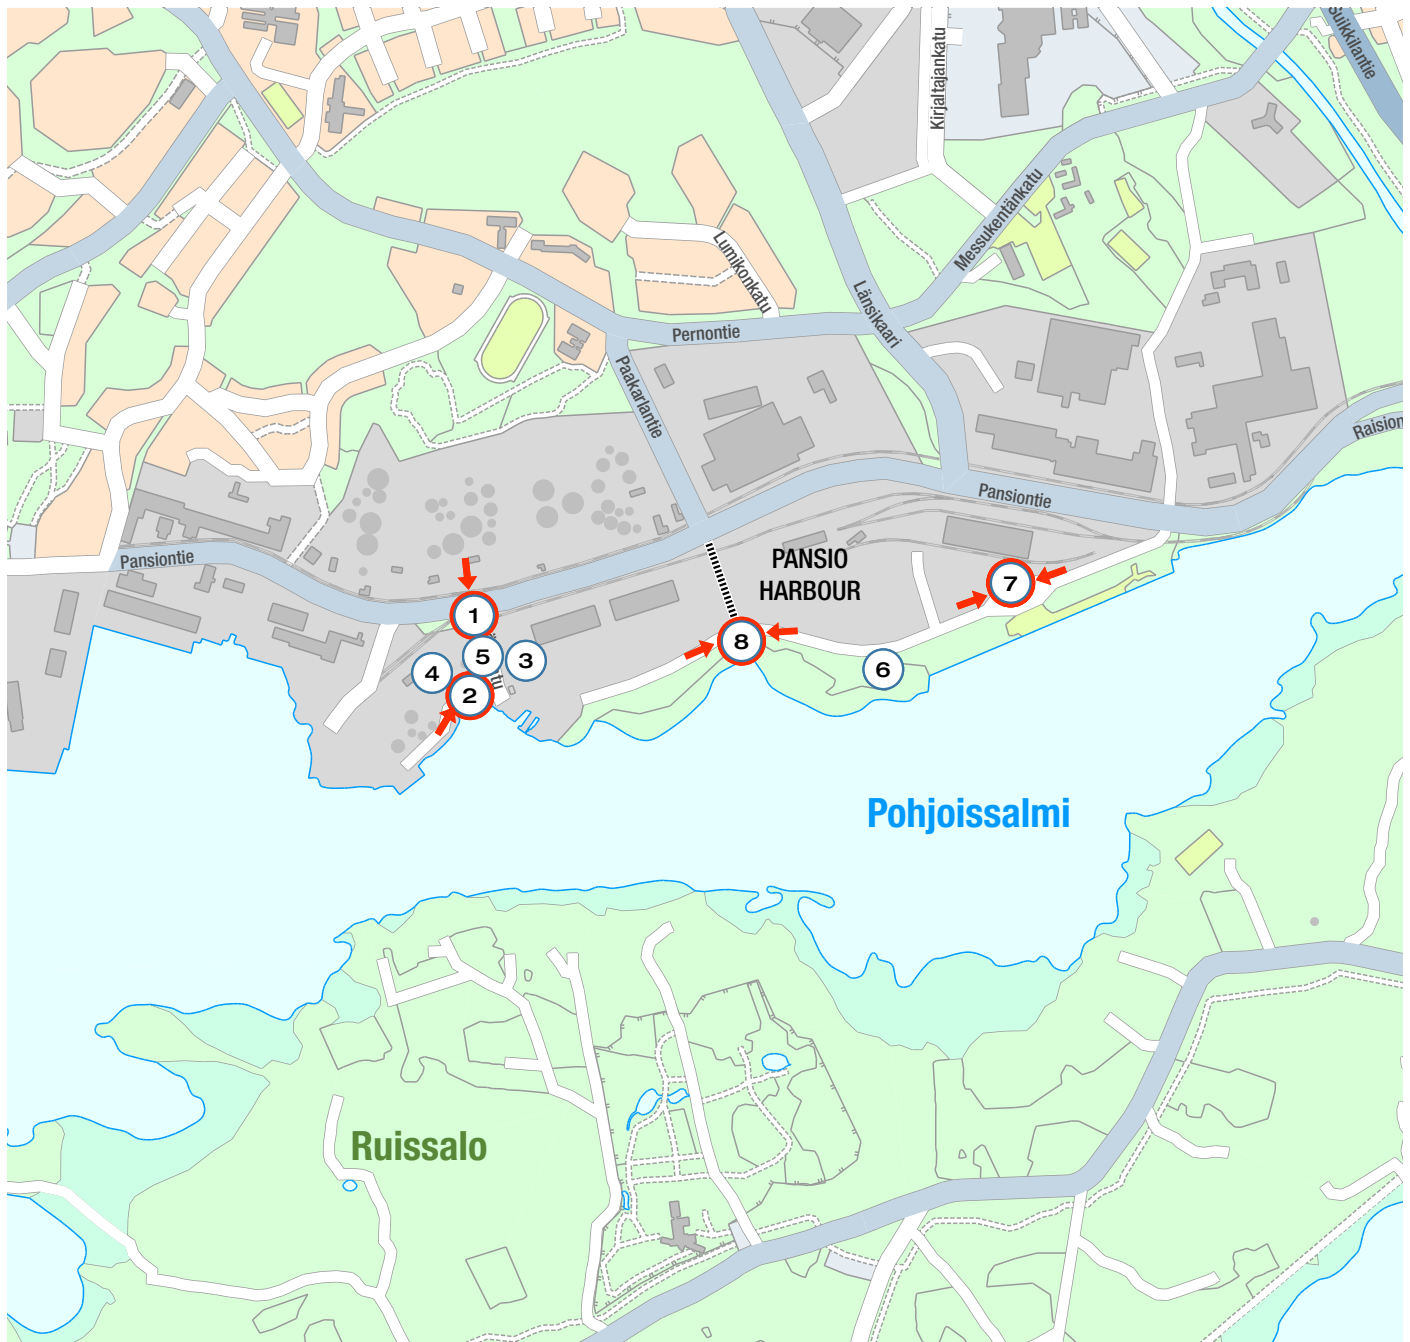 Suikkilantie
Kirjaltajankatu
Messukentänkatu
Lumikonkatu
Länsikaari
Pernontie
Paakarlantie
Raision
Pansiontie
Pansiontie
PANSIO
HARBOUR
7
1
8
5
3
4
6
2
tu
Pohjoissalmi
Ruissalo